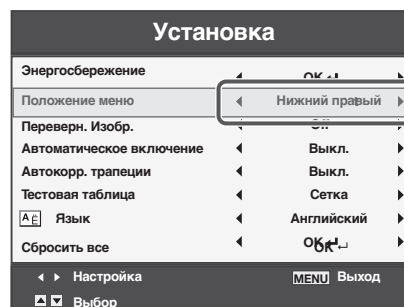 Установка
Энергосбережение OK
Положение меню Нижний правый
Переверн. Изобр. Off
Автоматическое включение Выкл.
Автокорр. трапеции Выкл.
Тестовая таблица Сетка
Язык Английский
Сбросить все OK
Настройка MENU Выход
Выбор